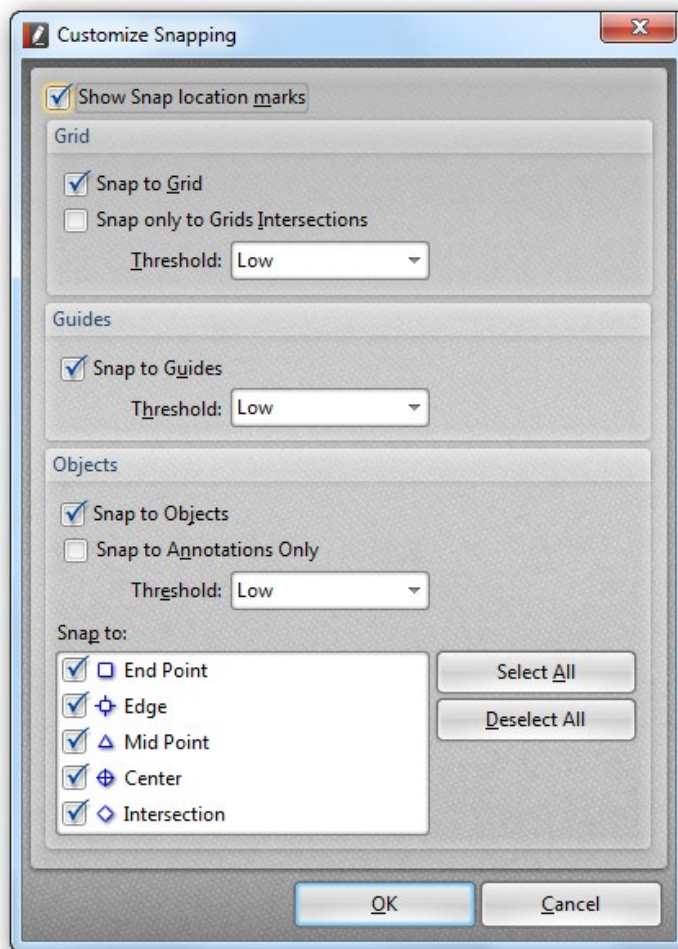 Customize Snapping
Show Snap location marks
Grid
Snap to Grid
Snap only to Grids Intersections
Threshold: Low
Guides
Snap to Guides
Threshold: Low
Objects
Snap to Objects
Snap to Annotations Only
Threshold: Low
Snap to:
End Point
Edge
Mid Point
Center
Intersection
Select All
Deselect All
OK
Cancel